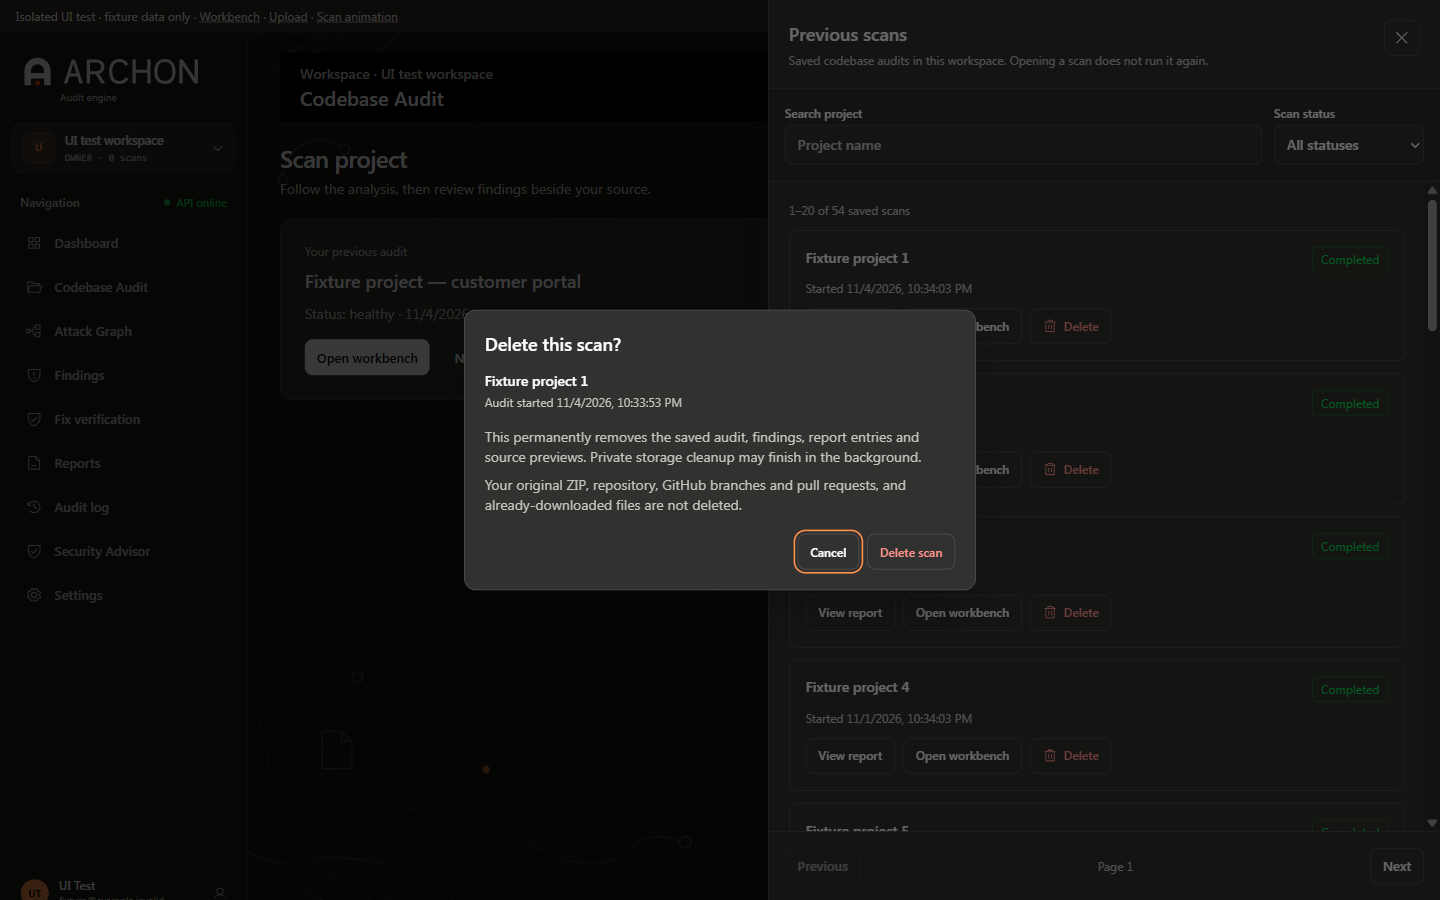 Isolated UI test · fixture data only · Workbench · Upload · Scan animation
ARCHON
Audit engine
U
UI test workspace
OWNER · 0 scans
Navigation
API online
Dashboard
Codebase Audit
Attack Graph
Findings
Fix verification
Reports
Audit log
Security Advisor
Settings
UT
UI Test
Workspace · UI test workspace
Codebase Audit
Scan project
Follow the analysis, then review findings beside your source.
Your previous audit
Fixture project — customer portal
Status: healthy · 11/4/2026
Open workbench
Previous scans
Saved codebase audits in this workspace. Opening a scan does not run it again.
Search project
Project name
Scan status
All statuses
1–20 of 54 saved scans
Fixture project 1
Completed
Started 11/4/2026, 10:34:03 PM
Delete
Completed
Delete
Completed
View report
Open workbench
Delete
Fixture project 4
Completed
Started 11/1/2026, 10:34:03 PM
View report
Open workbench
Delete
Fixture project 5
Completed
Previous
Page 1
Next
Delete this scan?
Fixture project 1
Audit started 11/4/2026, 10:33:53 PM
This permanently removes the saved audit, findings, report entries and
source previews. Private storage cleanup may finish in the background.
Your original ZIP, repository, GitHub branches and pull requests, and
already-downloaded files are not deleted.
Cancel
Delete scan